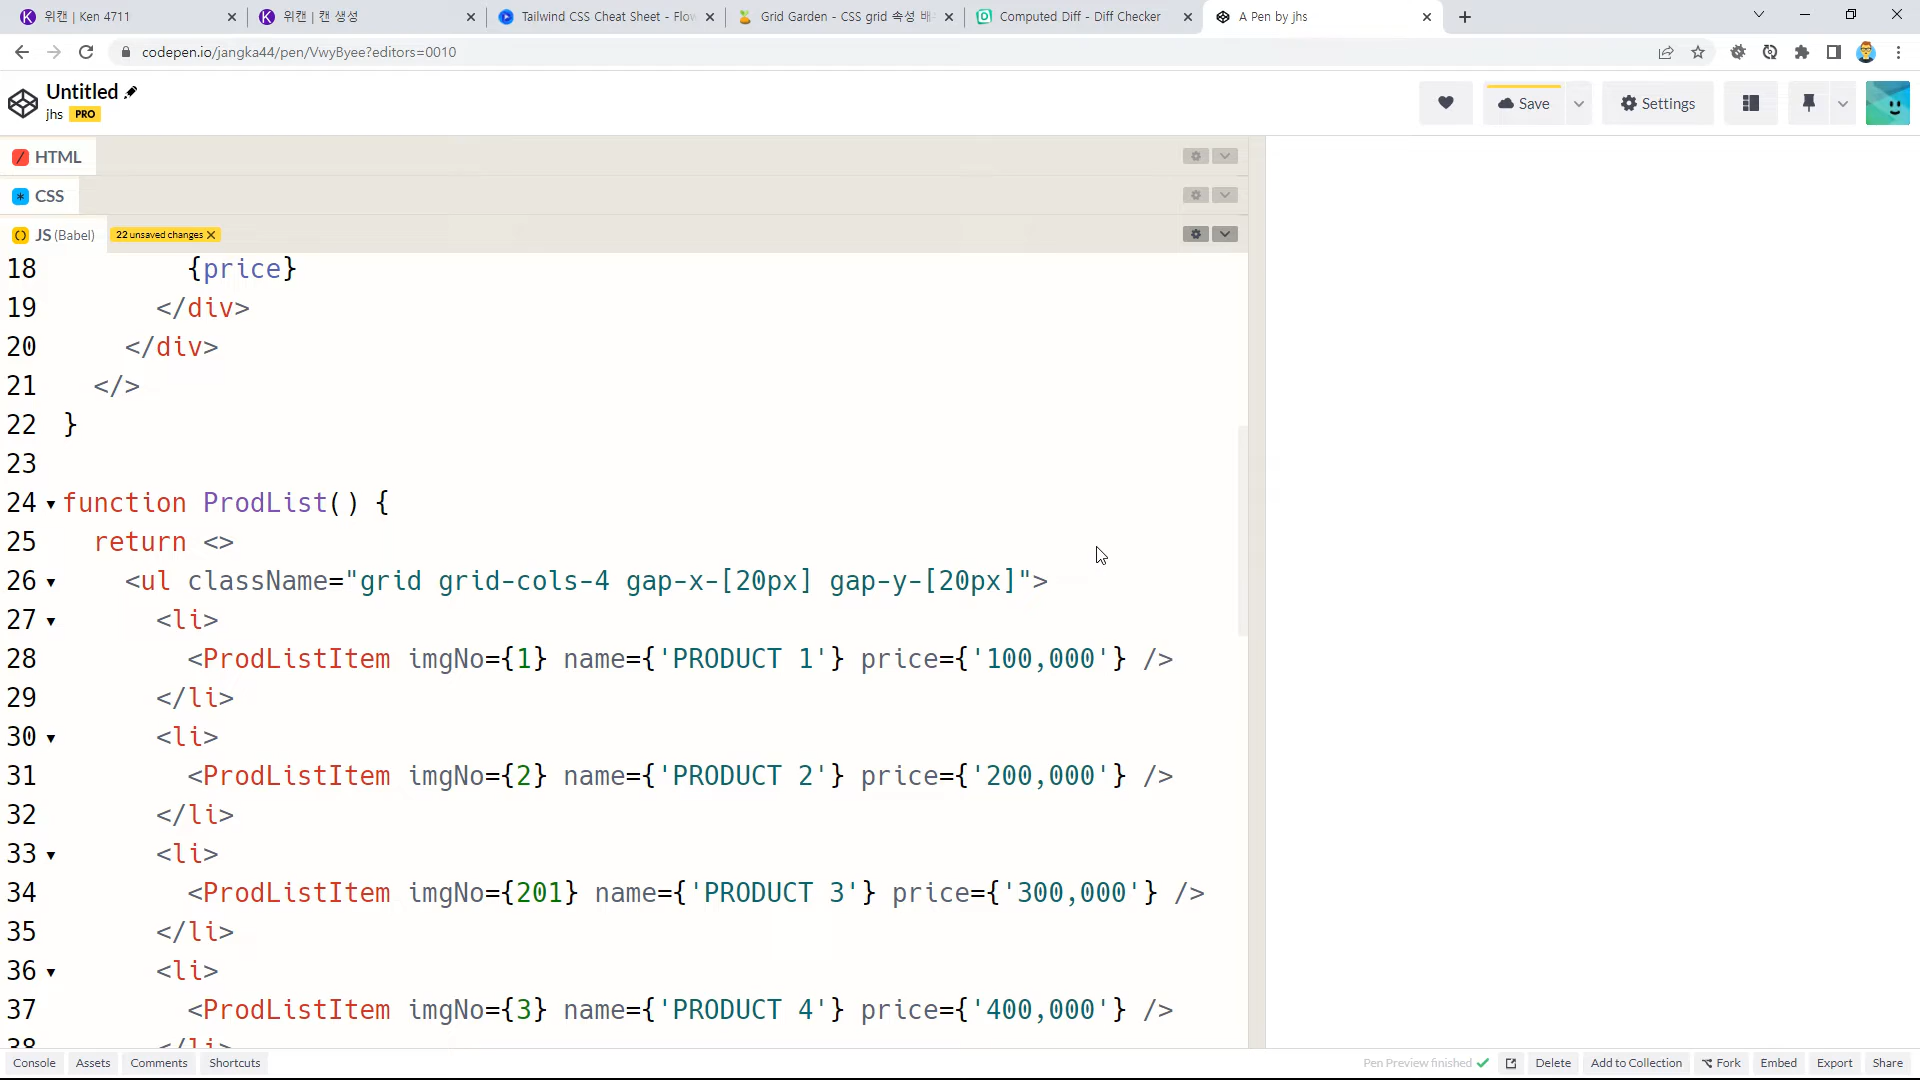 위캔 | Ken 4711
위캔 | 캔 생성
Tailwind CSS Cheat Sheet - Flow
Grid Garden - CSS grid 속성 배
Computed Diff - Diff Checker
A Pen by jhs
codepen.io/jangka44/pen/VwyByee?editors=0010
Untitled
jhs PRO
Save
Settings
HTML
CSS
JS (Babel)
22 unsaved changes
18 {price}
19 </div>
20 </div>
21 </>
22 }
23
24 function ProdList() {
25 return <>
26 <ul className="grid grid-cols-4 gap-x-[20px] gap-y-[20px]">
27 <li>
28 <ProdListItem imgNo={1} name={'PRODUCT 1'} price={'100,000'} />
29 </li>
30 <li>
31 <ProdListItem imgNo={2} name={'PRODUCT 2'} price={'200,000'} />
32 </li>
33 <li>
34 <ProdListItem imgNo={201} name={'PRODUCT 3'} price={'300,000'} />
35 </li>
36 <li>
37 <ProdListItem imgNo={3} name={'PRODUCT 4'} price={'400,000'} />
38 </li>
Console
Assets
Comments
Shortcuts
Pen Preview finished
Delete
Add to Collection
Fork
Embed
Export
Share